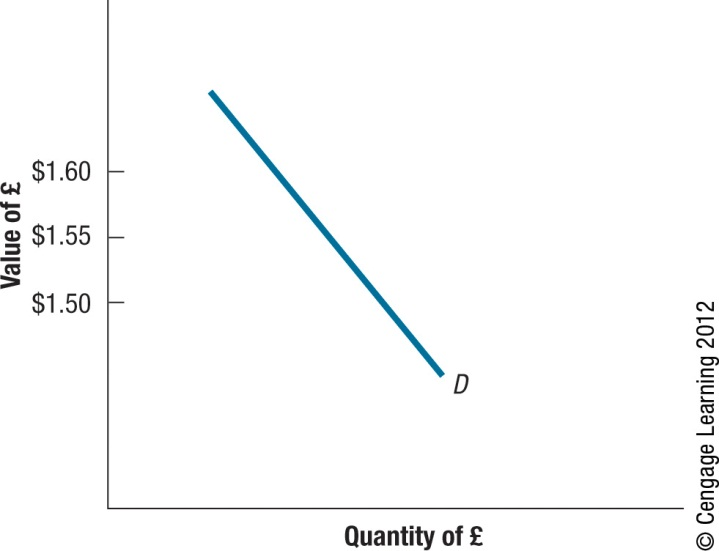 Value of £
$1.60
$1.55
$1.50
D
Quantity of £
© Cengage Learning 2012